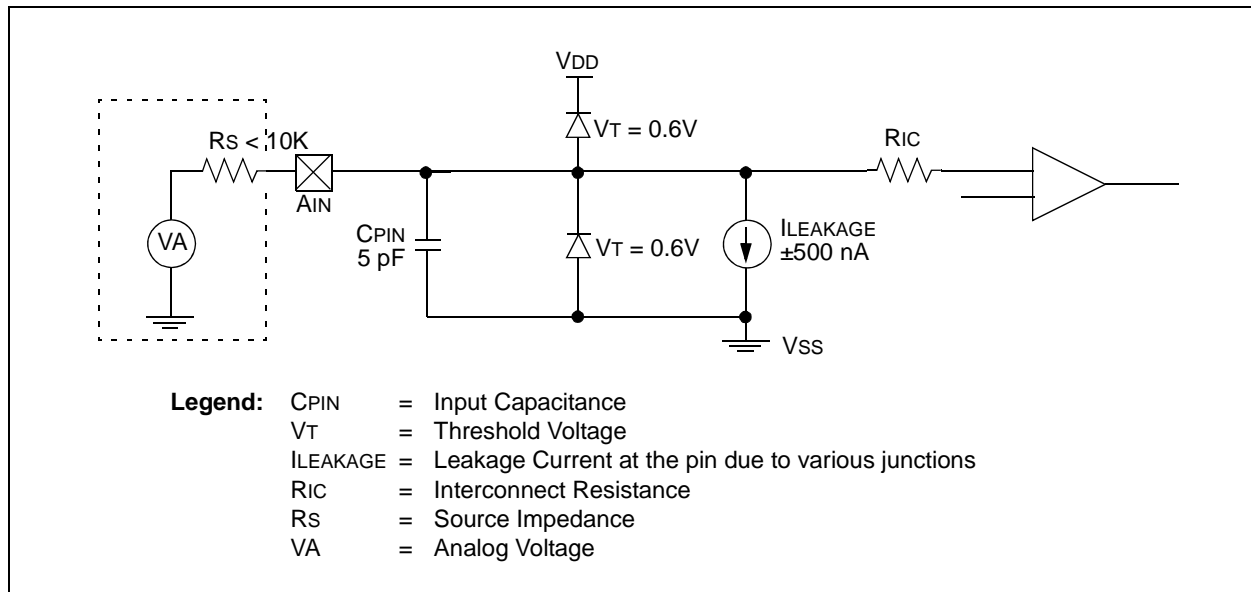 VDD
VT = 0.6V
RS < 10K
RIC
AIN
VA
CPIN
5 pF
VT = 0.6V
ILEAKAGE
±500 nA
VSS
Legend: CPIN = Input Capacitance
VT = Threshold Voltage
ILEAKAGE = Leakage Current at the pin due to various junctions
RIC = Interconnect Resistance
RS = Source Impedance
VA = Analog Voltage